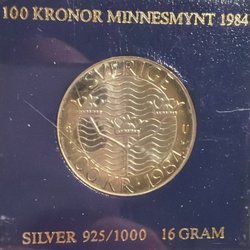 100 KRONOR MINNESMYNT 1984
SVERIGE
U
100 KR. 1984
SILVER 925/1000 16 GRAM